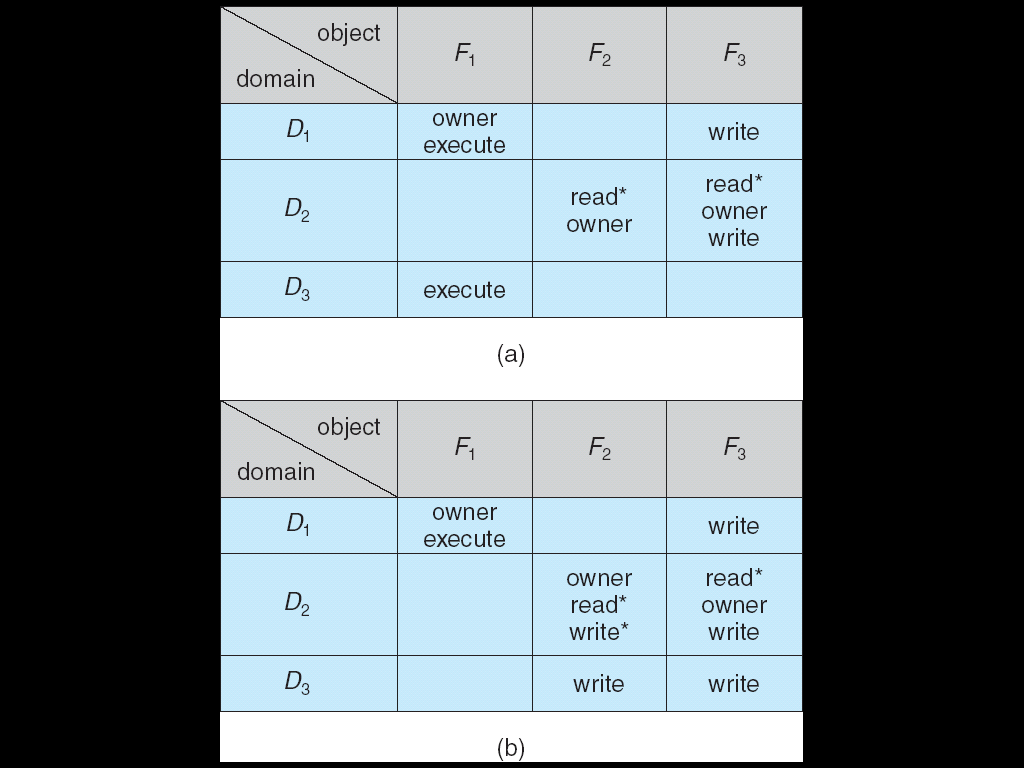 object
domain
F1 F2 F3
D1 owner execute write
D2 read* owner read* owner write
D3 execute
(a)
object
domain
F1 F2 F3
D1 owner execute write
D2 owner read* write* read* owner write
D3 write write
(b)